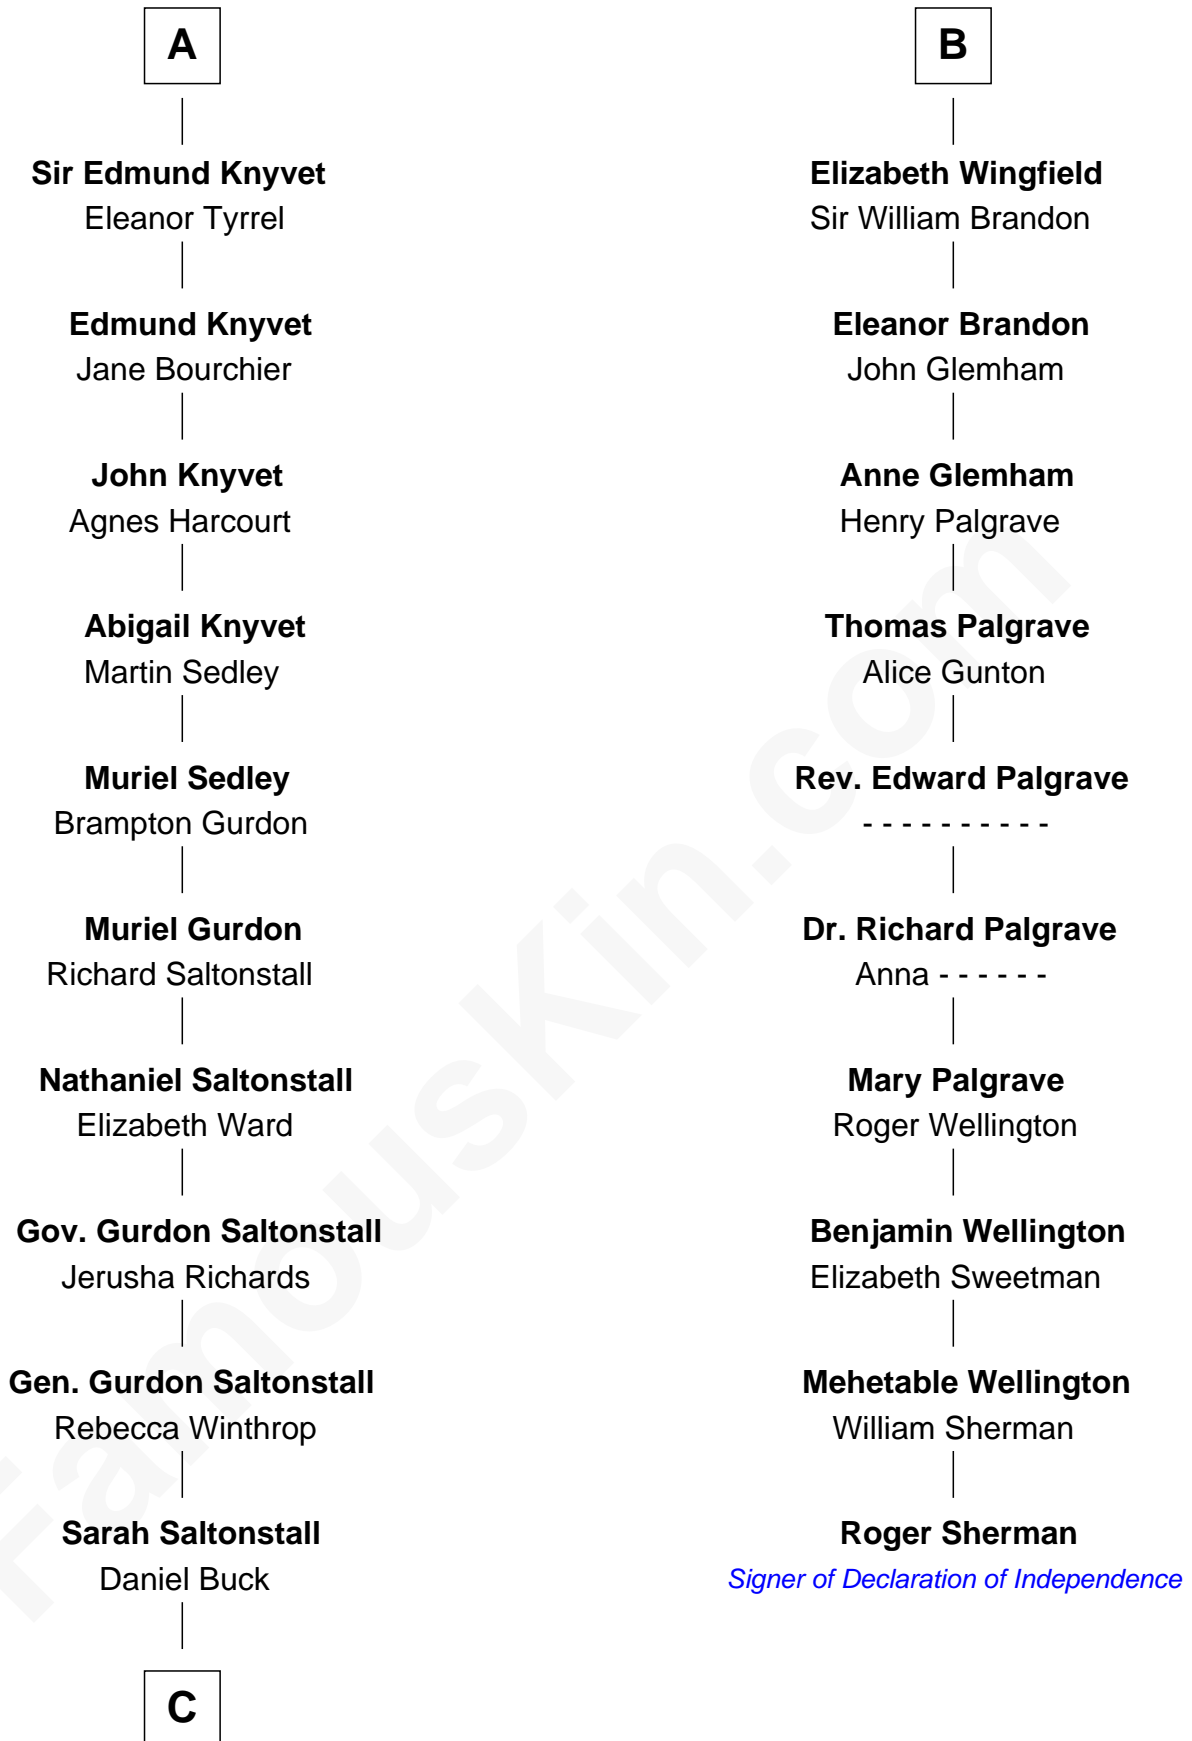 A
Sir Edmund Knyvet
Eleanor Tyrrel
Edmund Knyvet
Jane Bourchier
John Knyvet
Agnes Harcourt
Abigail Knyvet
Martin Sedley
Muriel Sedley
Brampton Gurdon
Muriel Gurdon
Richard Saltonstall
Nathaniel Saltonstall
Elizabeth Ward
Gov. Gurdon Saltonstall
Jerusha Richards
Gen. Gurdon Saltonstall
Rebecca Winthrop
Sarah Saltonstall
Daniel Buck
C
B
Elizabeth Wingfield
Sir William Brandon
Eleanor Brandon
John Glemham
Anne Glemham
Henry Palgrave
Thomas Palgrave
Alice Gunton
Rev. Edward Palgrave
- - - - - - - - - -
Dr. Richard Palgrave
Anna - - - - - -
Mary Palgrave
Roger Wellington
Benjamin Wellington
Elizabeth Sweetman
Mehetable Wellington
William Sherman
Roger Sherman
Signer of Declaration of Independence
FamousKin.com